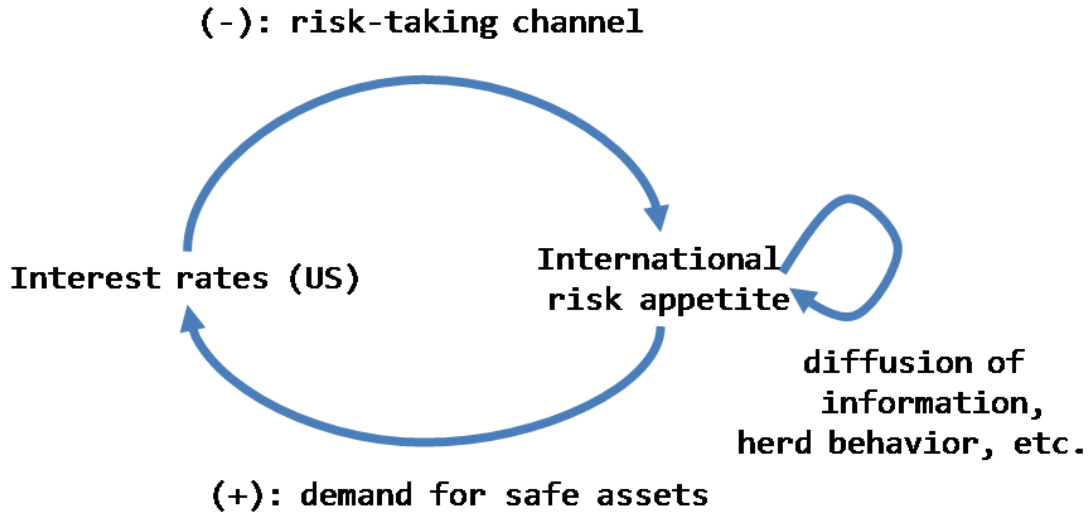 (-): risk-taking channel
Interest rates (US)
International
risk appetite
diffusion of
information,
herd behavior, etc.
(+): demand for safe assets